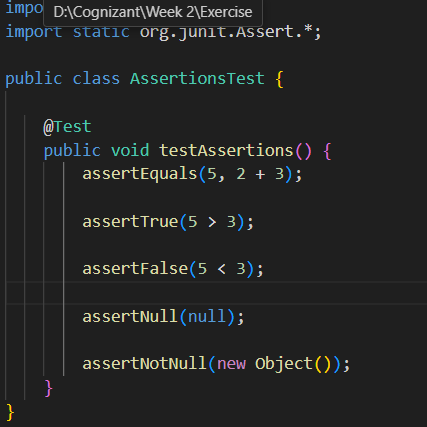 impo
D:\Cognizant\Week 2\Exercise
import static org.junit.Assert.*;
public class AssertionsTest {
@Test
public void testAssertions() {
assertEquals(5, 2 + 3);
assertTrue(5 > 3);
assertFalse(5 < 3);
assertNull(null);
assertNotNull(new Object());
}
}